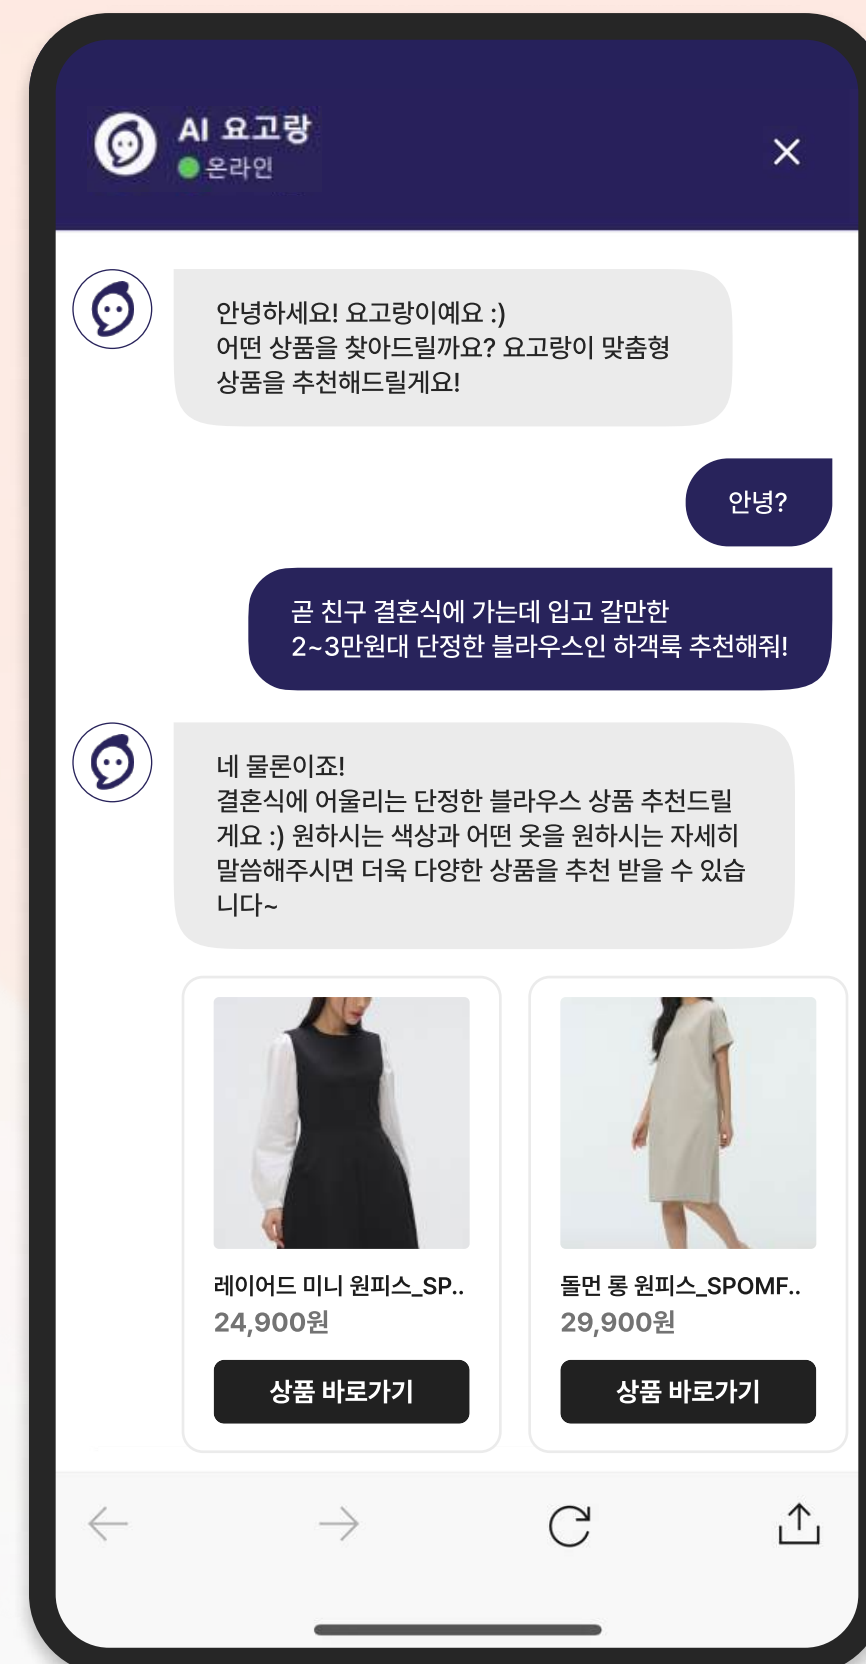 AI 요고랑
온라인
안녕하세요! 요고랑이예요 :)
어떤 상품을 찾아드릴까요? 요고랑이 맞춤형
상품을 추천해드릴게요!
안녕?
곧 친구 결혼식에 가는데 입고 갈만한
2~3만원대 단정한 블라우스인 하객룩 추천해줘!
네 물론이죠!
결혼식에 어울리는 단정한 블라우스 상품 추천드릴
게요 :) 원하시는 색상과 어떤 옷을 원하시는 자세히
말씀해주시면 더욱 다양한 상품을 추천 받을 수 있습
니다~
레이어드 미니 원피스_SP..
24,900원
상품 바로가기
돌먼 롱 원피스_SPOMF..
29,900원
상품 바로가기